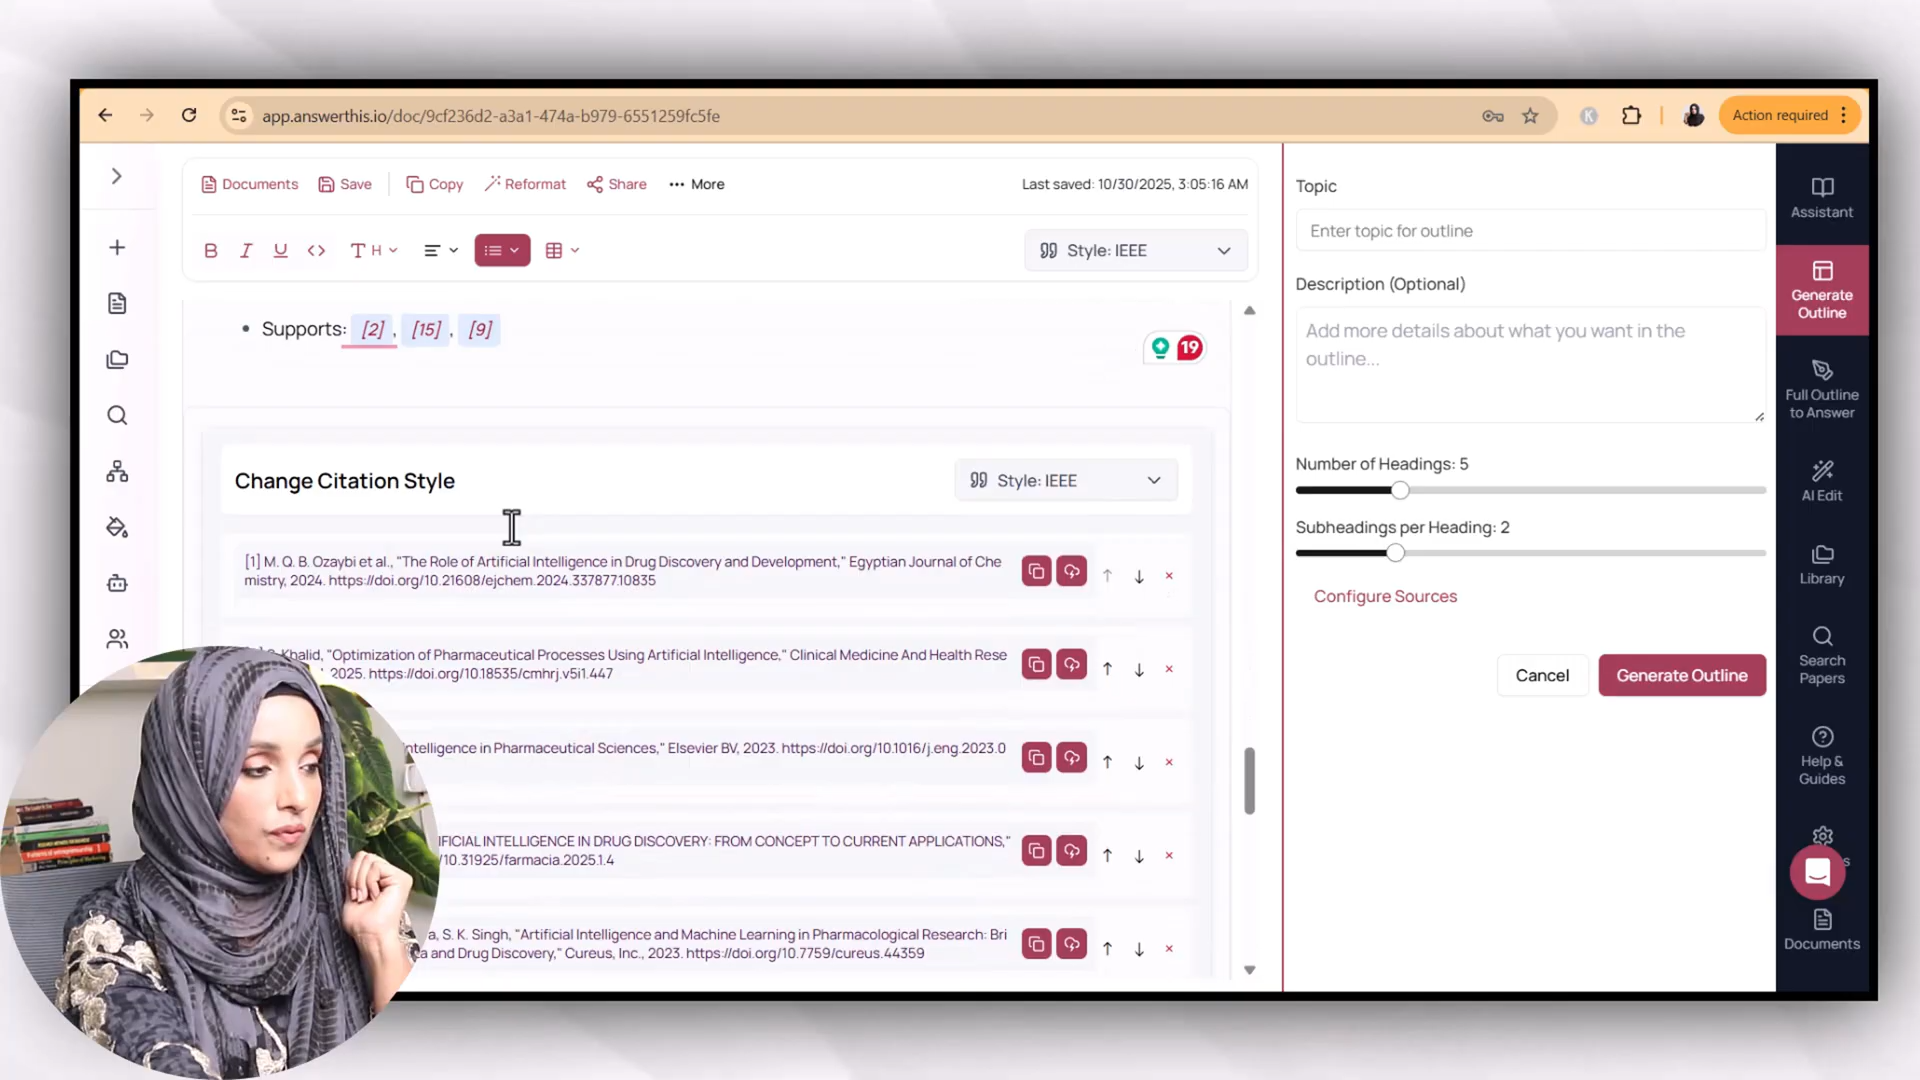 app.answerthis.io/doc/9cf236d2-a3a1-474a-b979-6551259fc5fe
K
Action required
Documents
Save
Copy
Reformat
Share
More
Last saved: 10/30/2025, 3:05:16 AM
B I U <> T H
Style: IEEE
Supports: [2], [15], [9]
19
Change Citation Style
Style: IEEE
[1] M. Q. B. Ozaybi et al., "The Role of Artificial Intelligence in Drug Discovery and Development," Egyptian Journal of Che
mistry, 2024. https://doi.org/10.21608/ejchem.2024.337877.10835
Khalid, "Optimization of Pharmaceutical Processes Using Artificial Intelligence," Clinical Medicine And Health Rese
2025. https://doi.org/10.18535/cmhrj.v5i1.447
ntelligence in Pharmaceutical Sciences," Elsevier BV, 2023. https://doi.org/10.1016/j.eng.2023.0
IFICIAL INTELLIGENCE IN DRUG DISCOVERY: FROM CONCEPT TO CURRENT APPLICATIONS,"
/10.31925/farmacia.2025.1.4
a, S. K. Singh, "Artificial Intelligence and Machine Learning in Pharmacological Research: Bri
a and Drug Discovery," Cureus, Inc., 2023. https://doi.org/10.7759/cureus.44359
Topic
Enter topic for outline
Description (Optional)
Add more details about what you want in the
outline...
Number of Headings: 5
Subheadings per Heading: 2
Configure Sources
Cancel
Generate Outline
Assistant
Generate
Outline
Full Outline
to Answer
AI Edit
Library
Search
Papers
Help &
Guides
Documents